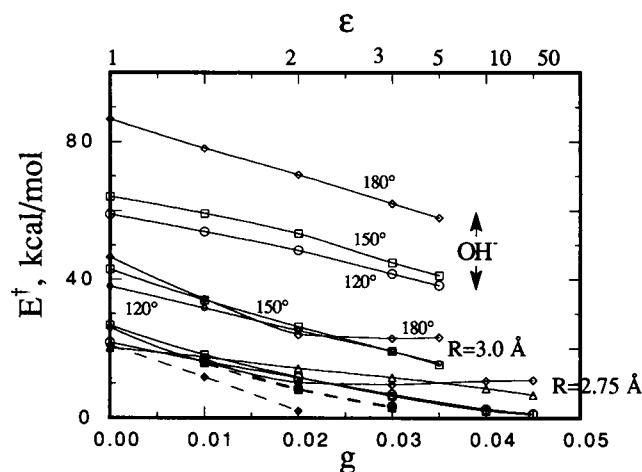 ε
1 2 3 5 10 50
E†, kcal/mol
80
40
0
180°
150°
120°
OH-
120°
150°
180°
R=3.0 Å
R=2.75 Å
0.00 0.01 0.02 0.03 0.04 0.05
g